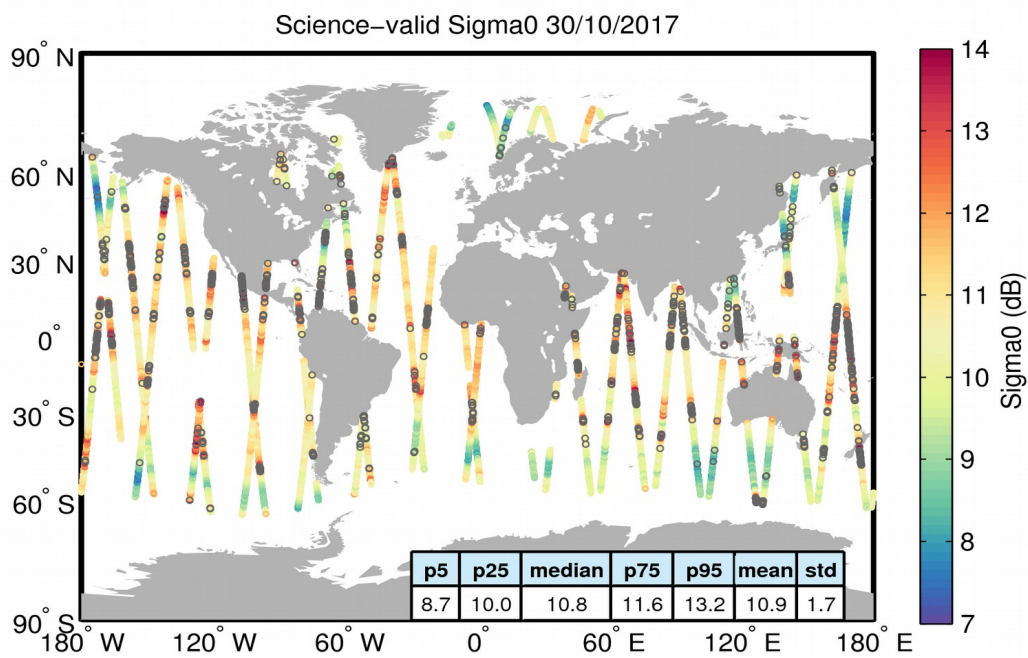 Science−valid Sigma0 30/10/2017
90° N
60° N
30° N
0°
30° S
60° S
90° S
180° W 120° W 60° W 0° 60° E 120° E 180° E
p5 p25 median p75 p95 mean std
8.7 10.0 10.8 11.6 13.2 10.9 1.7
14
13
12
11
10
9
8
7
Sigma0 (dB)